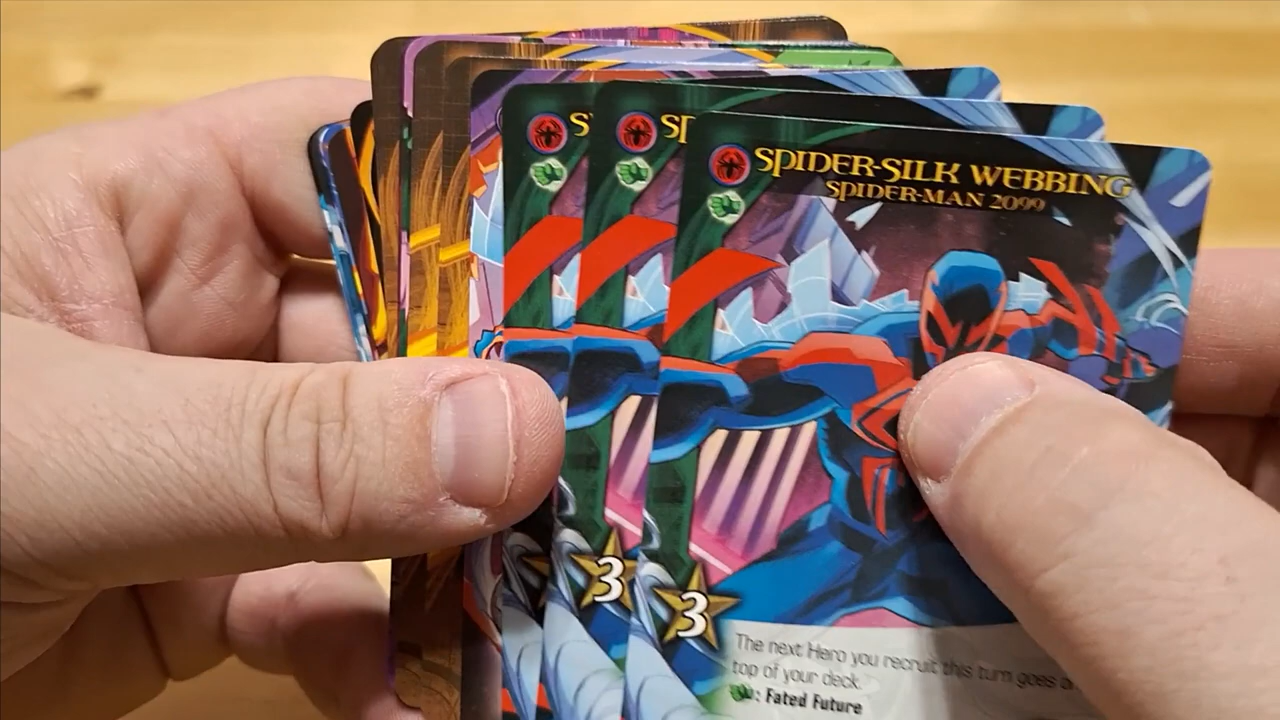 SPIDER-SILK WEBBING
SPIDER-MAN 2099
3
3
The next Hero you recruit this turn goes
top of your deck.
: Fated Future